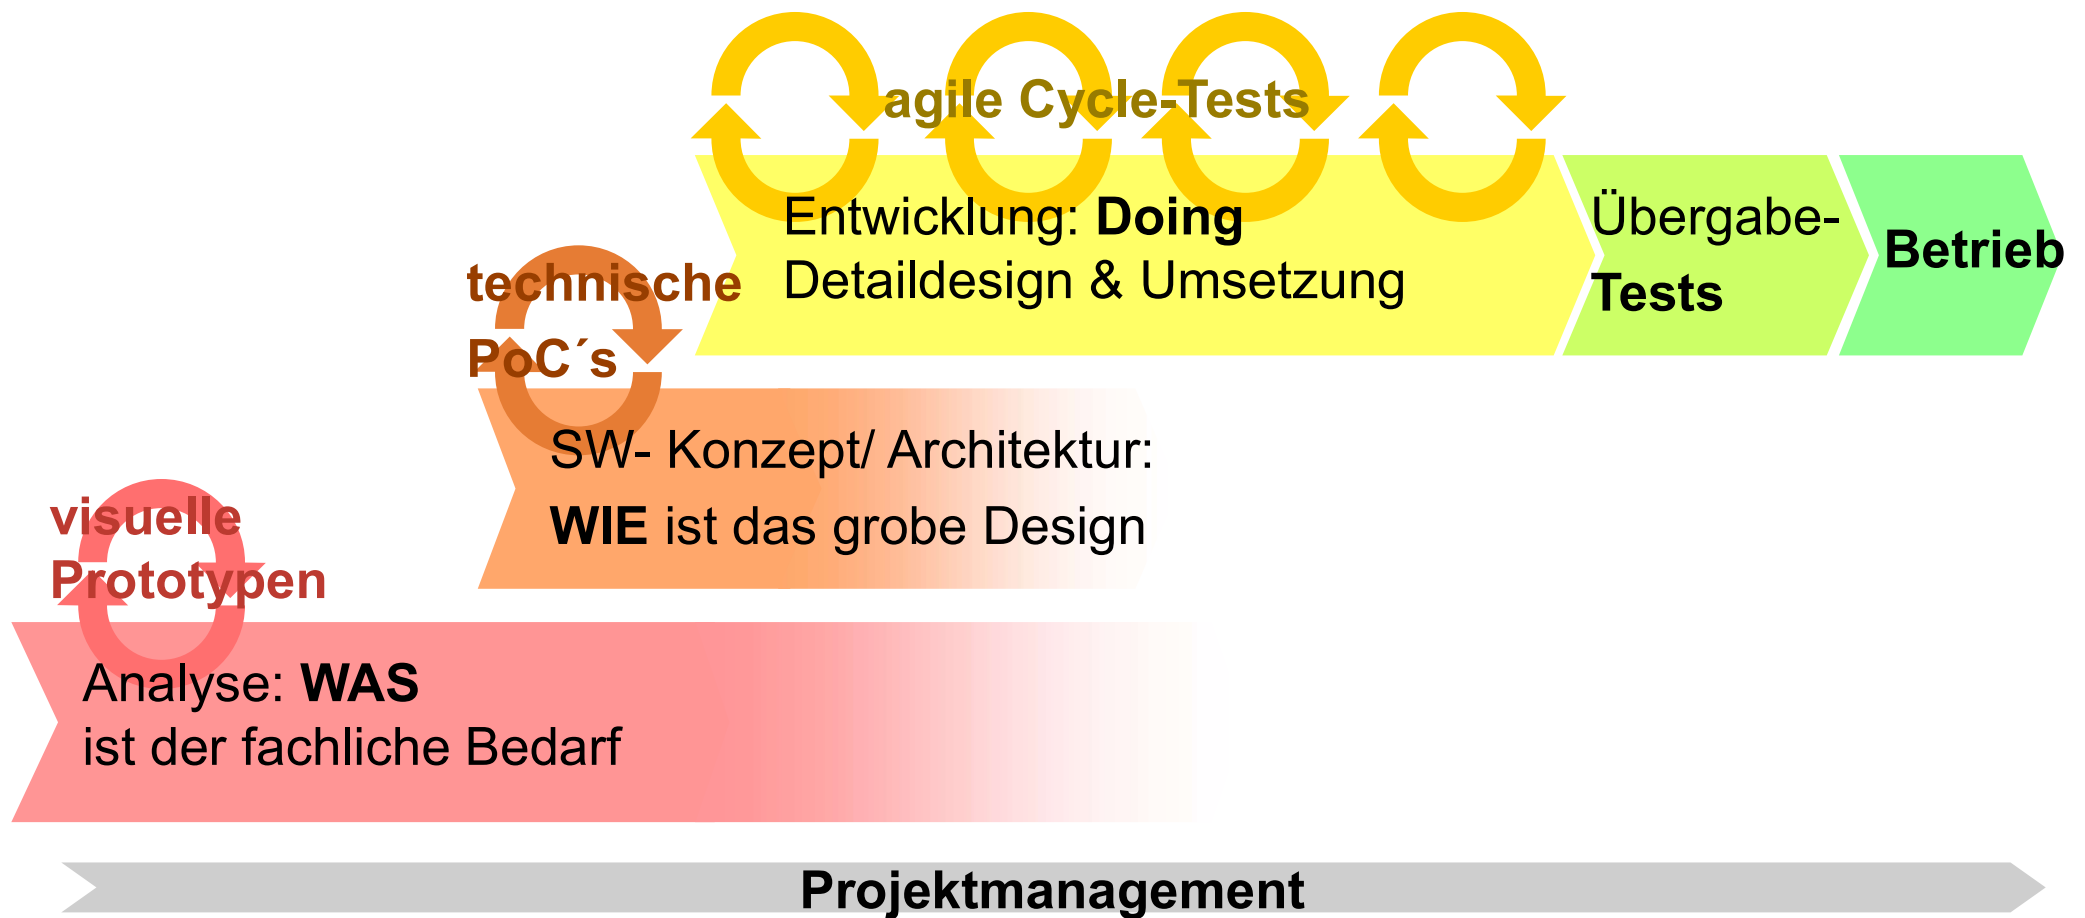 agile Cycle-Tests
Entwicklung: Doing
Detaildesign & Umsetzung
Übergabe-
Tests
Betrieb
technische
PoC´s
SW- Konzept/ Architektur:
WIE ist das grobe Design
visuelle
Prototypen
Analyse: WAS
ist der fachliche Bedarf
Projektmanagement